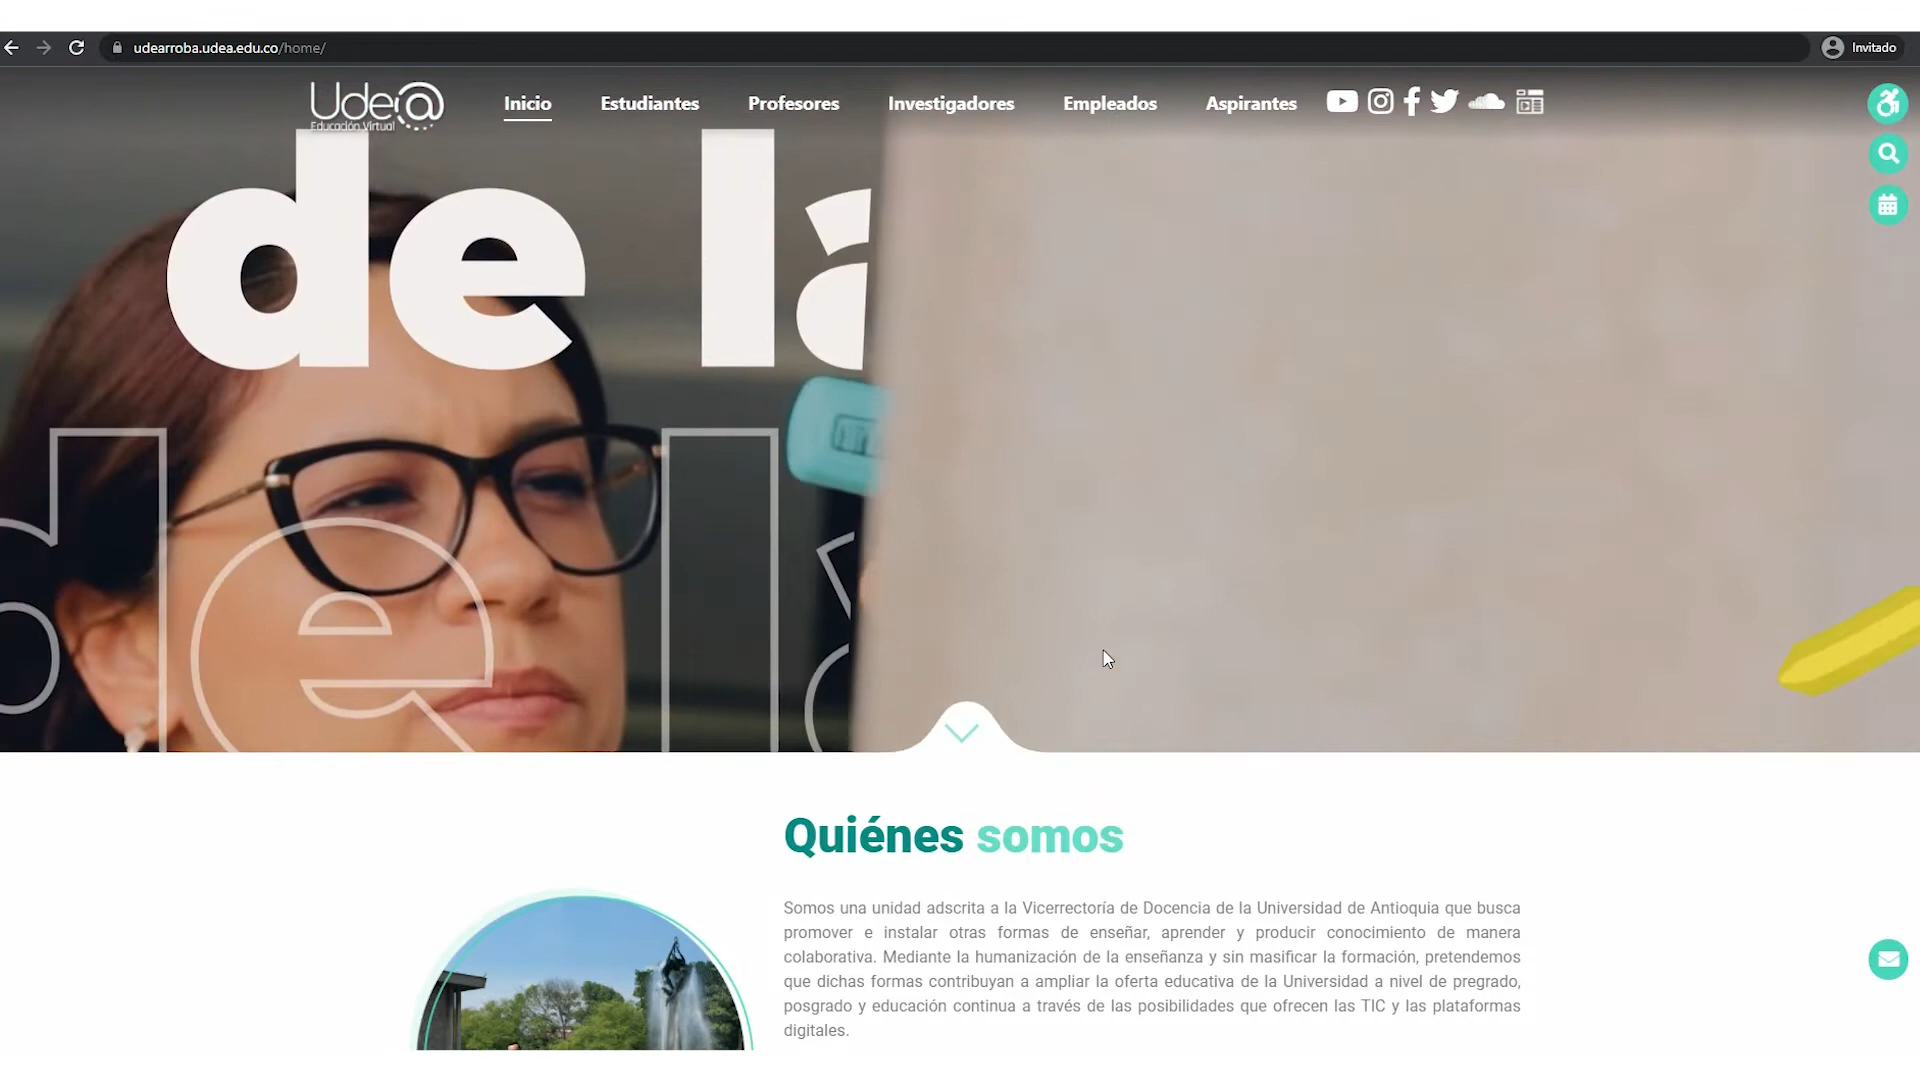 udearroba.udea.edu.co/home/
Invitado
Ude@
Educación Virtual
Inicio
Estudiantes
Profesores
Investigadores
Empleados
Aspirantes
de la
de l
Quiénes somos
Somos una unidad adscrita a la Vicerrectoría de Docencia de la Universidad de Antioquia que busca
promover e instalar otras formas de enseñar, aprender y producir conocimiento de manera
colaborativa. Mediante la humanización de la enseñanza y sin masificar la formación, pretendemos
que dichas formas contribuyan a ampliar la oferta educativa de la Universidad a nivel de pregrado,
posgrado y educación continua a través de las posibilidades que ofrecen las TIC y las plataformas
digitales.